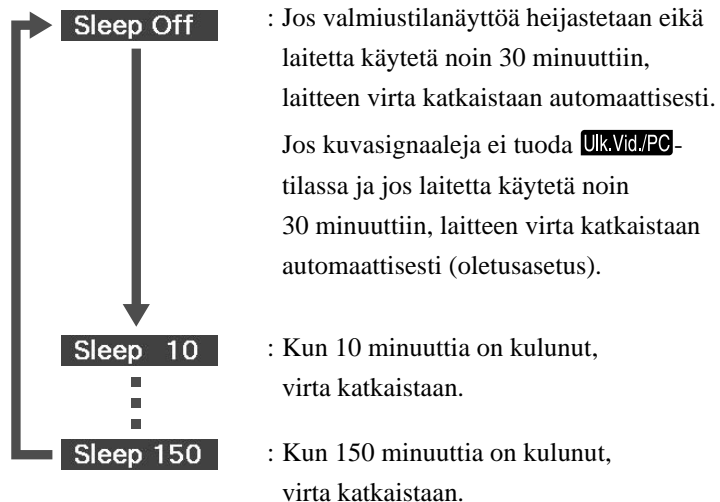 Sleep Off : Jos valmiustilanäyttöä heijastetaan eikä
laitetta käytetä noin 30 minuuttiin,
laitteen virta katkaistaan automaattisesti.
Jos kuvasignaaleja ei tuoda Ulk.Vid./PC-
tilassa ja jos laitetta käytetä noin
30 minuuttiin, laitteen virta katkaistaan
automaattisesti (oletusasetus).
Sleep 10 : Kun 10 minuuttia on kulunut,
virta katkaistaan.
Sleep 150 : Kun 150 minuuttia on kulunut,
virta katkaistaan.